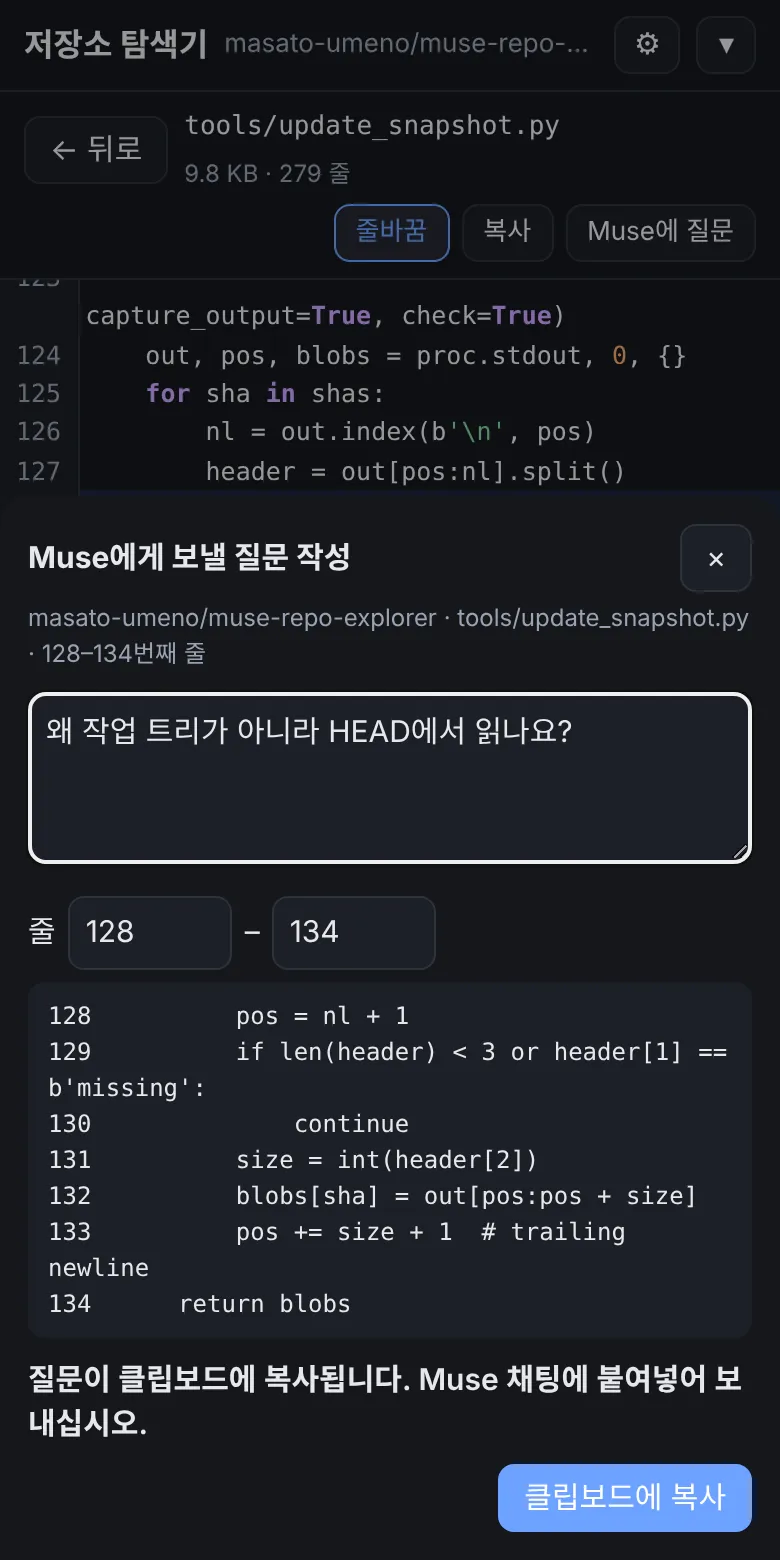 저장소 탐색기 masato-umeno/muse-repo-... ⚙ ▼
← 뒤로 tools/update_snapshot.py
9.8 KB · 279 줄
줄바꿈 복사 Muse에 질문
123
capture_output=True, check=True)
124 out, pos, blobs = proc.stdout, 0, {}
125 for sha in shas:
126 nl = out.index(b'\n', pos)
127 header = out[pos:nl].split()
Muse에게 보낼 질문 작성 ×
masato-umeno/muse-repo-explorer · tools/update_snapshot.py
· 128–134번째 줄
왜 작업 트리가 아니라 HEAD에서 읽나요?
줄 128 – 134
128 pos = nl + 1
129 if len(header) < 3 or header[1] ==
b'missing':
130 continue
131 size = int(header[2])
132 blobs[sha] = out[pos:pos + size]
133 pos += size + 1  # trailing
newline
134 return blobs
질문이 클립보드에 복사됩니다. Muse 채팅에 붙여넣어 보
내십시오.
클립보드에 복사